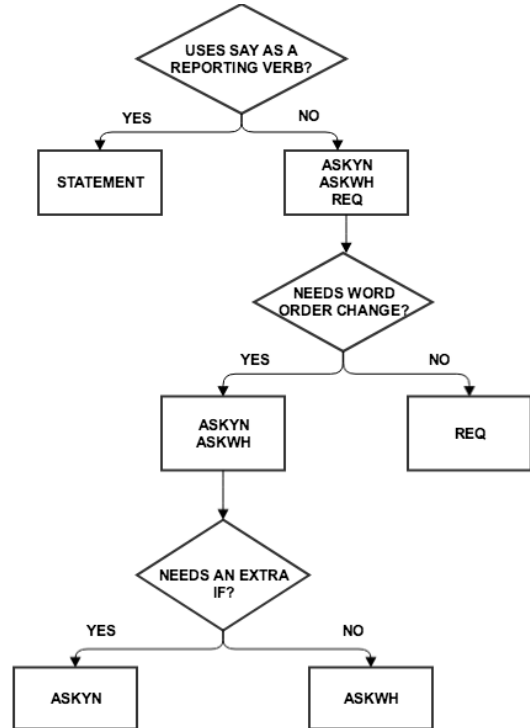 USES SAY AS A
REPORTING VERB?
YES
NO
STATEMENT
ASKYN
ASKWH
REQ
NEEDS WORD
ORDER CHANGE?
YES
NO
ASKYN
ASKWH
REQ
NEEDS AN EXTRA
IF?
YES
NO
ASKYN
ASKWH